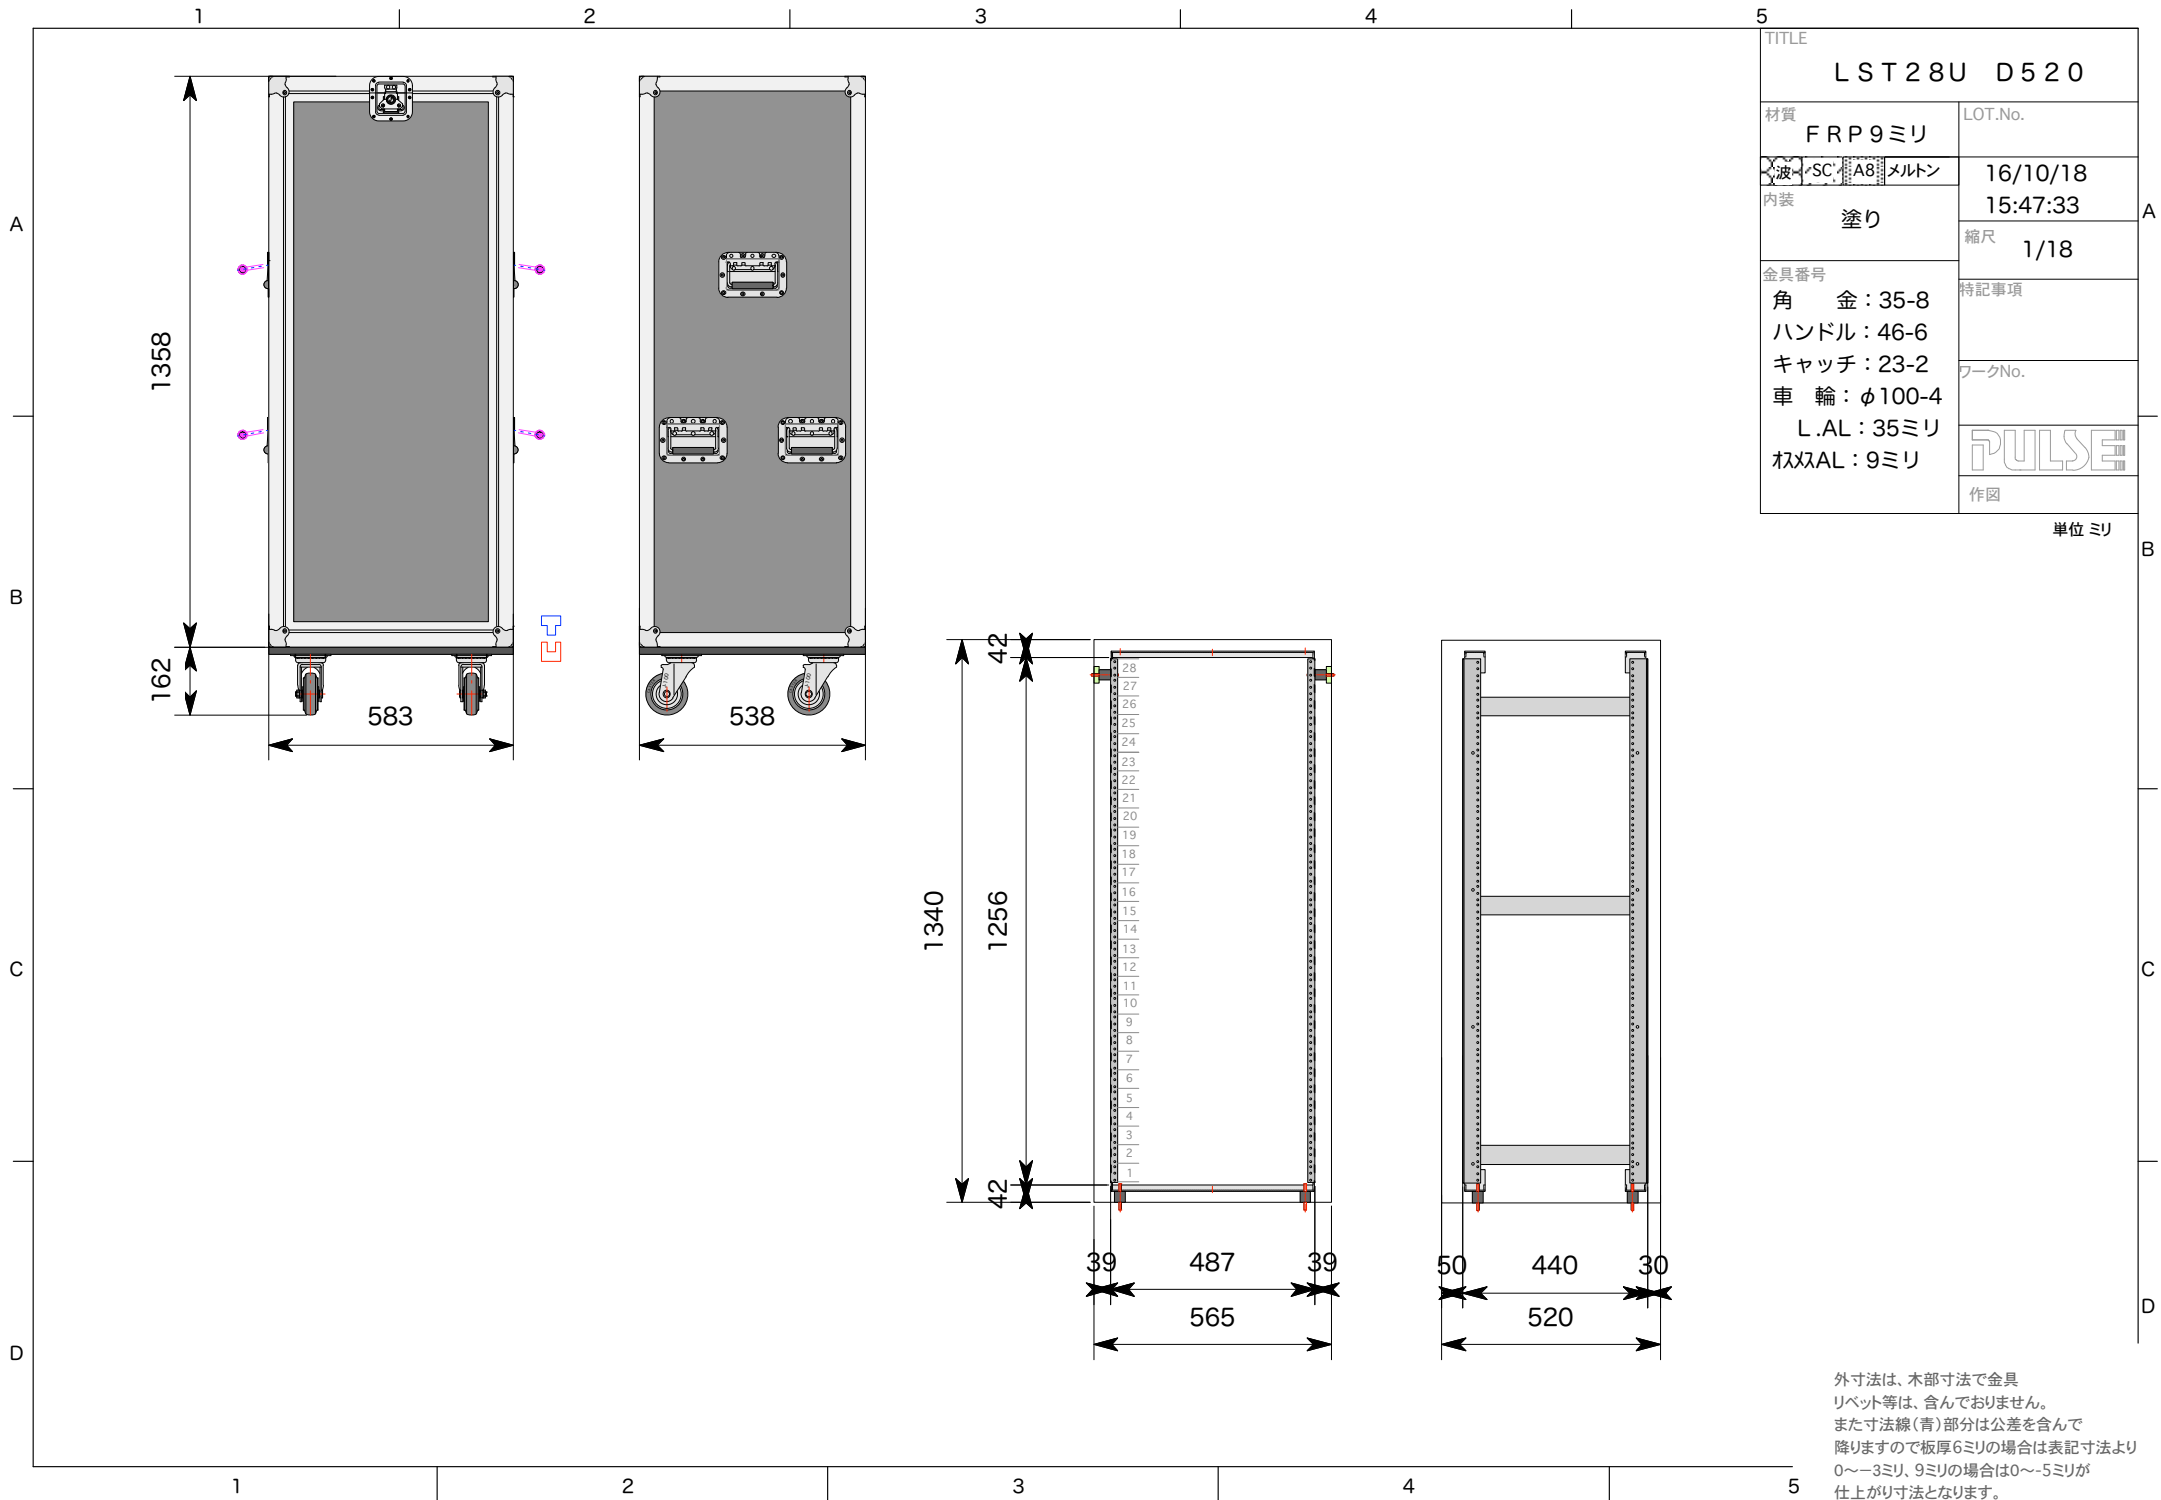 1 2 3 4 5
TITLE
LST28U D520
材質
FRP9ミリ
LOT.No.
波 SC A8 メルトン
16/10/18
15:47:33
内装
塗り
縮尺
1/18
金具番号
角　金：35-8
ハンドル：46-6
キャッチ：23-2
車　輪：φ100-4
L.AL：35ミリ
オスメスAL：9ミリ
特記事項
ワークNo.
PULSE
作図
単位 ミリ
A
A
B
B
C
C
D
D
1358
162
583
538
42
1340
1256
42
28
27
26
25
24
23
22
21
20
19
18
17
16
15
14
13
12
11
10
9
8
7
6
5
4
3
2
1
39 487 39
565
50 440 30
520
外寸法は、木部寸法で金具
リベット等は、含んでおりません。
また寸法線（青）部分は公差を含んで
降りますので板厚6ミリの場合は表記寸法より
0〜ー3ミリ、9ミリの場合は0〜-5ミリが
仕上がり寸法となります。
1 2 3 4 5